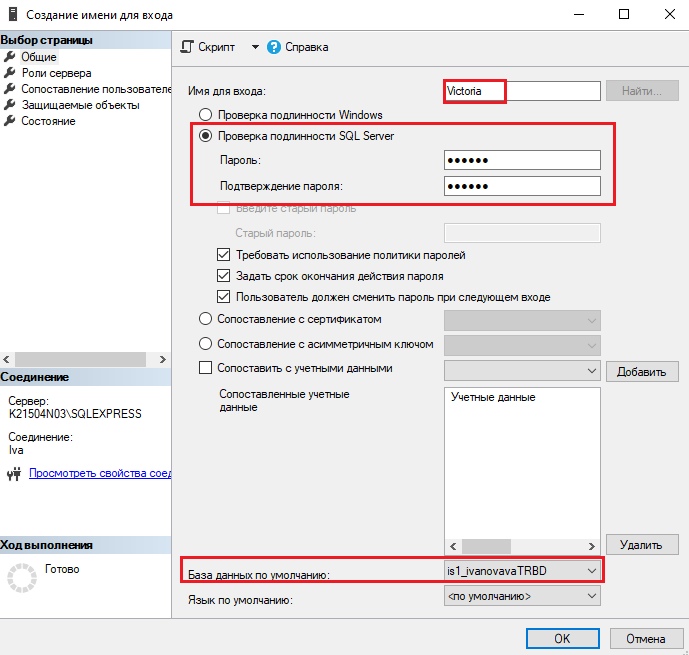 Создание имени для входа
Выбор страницы
Общие
Роли сервера
Сопоставление пользователе
Защищаемые объекты
Состояние
Скрипт
Справка
Имя для входа:
Victoria
Найти...
Проверка подлинности Windows
Проверка подлинности SQL Server
Пароль:
●●●●●●
Подтверждение пароля:
●●●●●●
Введите старый пароль
Старый пароль:
Требовать использование политики паролей
Задать срок окончания действия пароля
Пользователь должен сменить пароль при следующем входе
Сопоставление с сертификатом
Сопоставление с асимметричным ключом
Сопоставить с учетными данными
Добавить
Сопоставленные учетные
данные
Учетные данные
Удалить
База данных по умолчанию:
is1_ivanovavaTRBD
Язык по умолчанию:
<по умолчанию>
Соединение
Сервер:
K21504N03\SQLEXPRESS
Соединение:
Iva
Просмотреть свойства соед
Ход выполнения
Готово
OK
Отмена